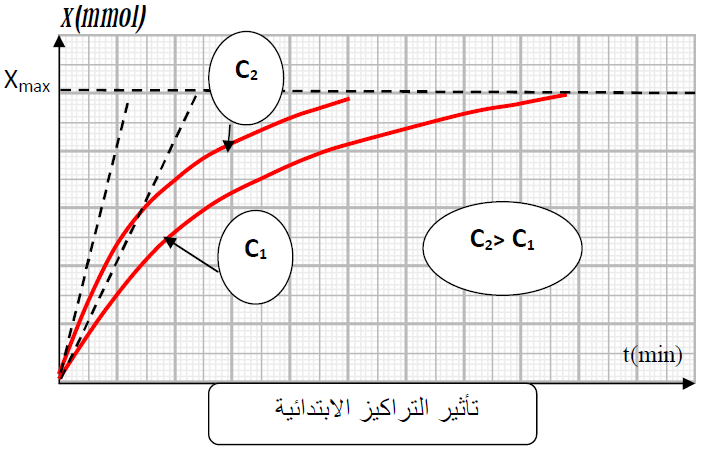 X(mmol)
C₂
Xmax
C₂> C₁
C₁
t(min)
تأثير التراكيز الابتدائية